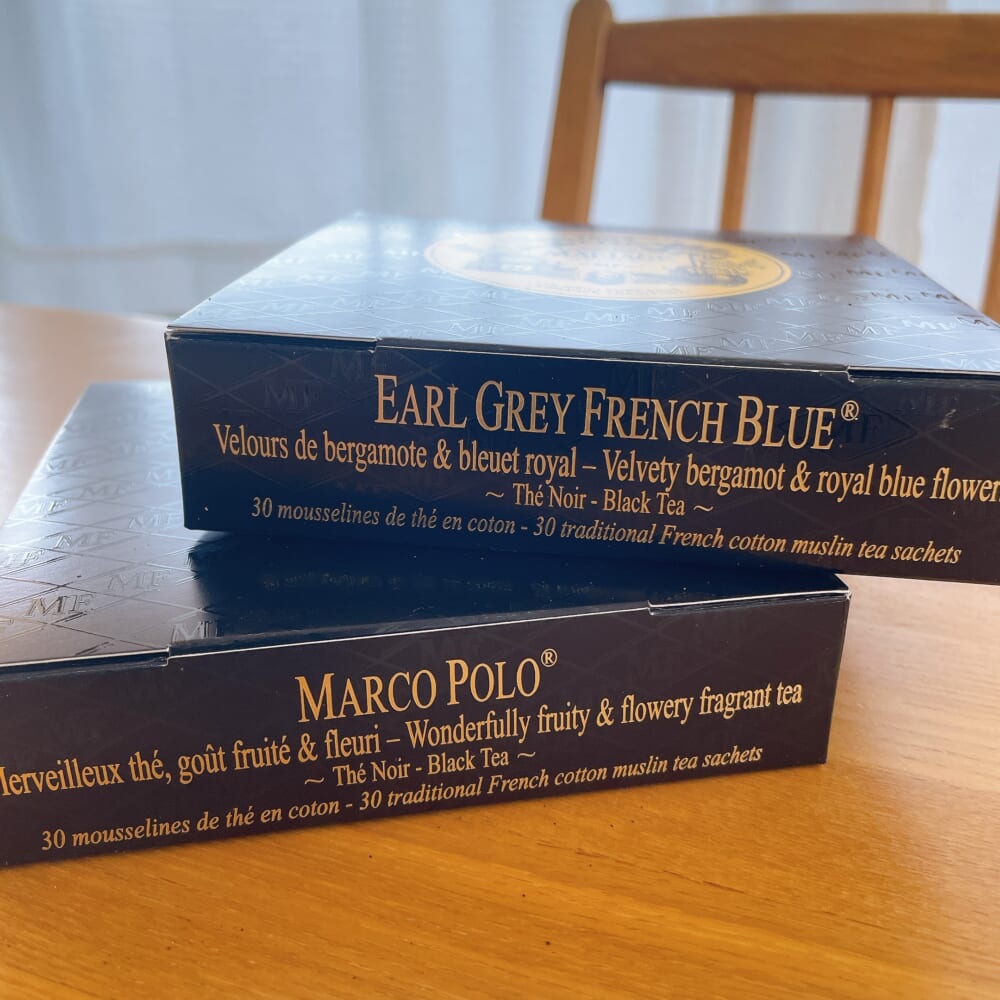 EARL GREY FRENCH BLUE®
Velours de bergamote & bleuet royal – Velvety bergamot & royal blue flower
~ Thé Noir - Black Tea ~
30 mousselines de thé en coton - 30 traditional French cotton muslin tea sachets
MARCO POLO®
Merveilleux thé, goût fruité & fleuri – Wonderfully fruity & flowery fragrant tea
~ Thé Noir - Black Tea ~
30 mousselines de thé en coton - 30 traditional French cotton muslin tea sachets